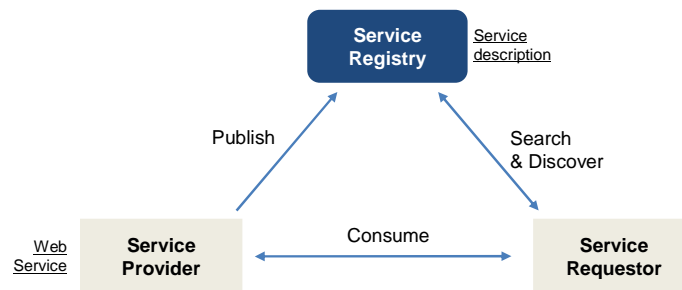 Service
Registry
Service
description
Publish
Search
& Discover
Web
Service
Service
Provider
Consume
Service
Requestor